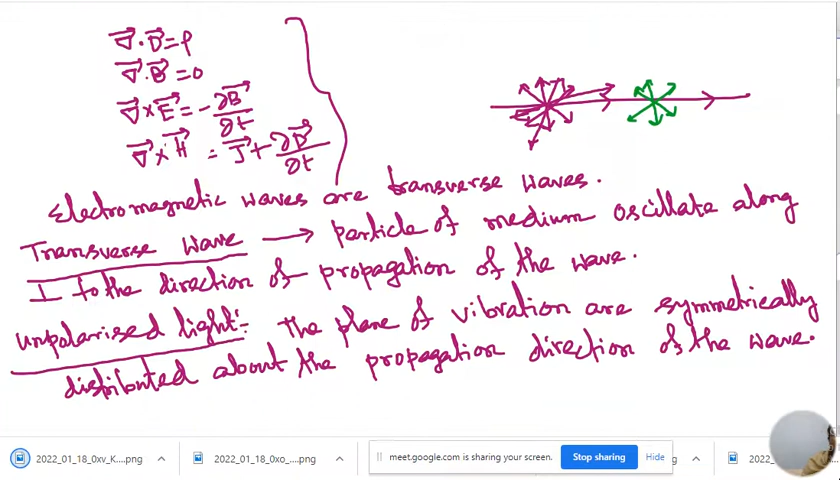 ∇⃗·D⃗=ρ
∇⃗·B⃗=0
∇⃗×E⃗=-∂B⃗/∂t
∇⃗×H⃗ = J⃗+∂D⃗/∂t
Electromagnetic waves are transverse waves.
Transverse wave → particle of medium oscillate along
⊥ to the direction of propagation of the wave.
unpolarised light:- The plane of vibration are symmetrically
distributed about the propagation direction of the wave.
2022_01_18_0xv_K....png
2022_01_18_0xo_....png
meet.google.com is sharing your screen.
Stop sharing
Hide
....png
2022_01_18_0x